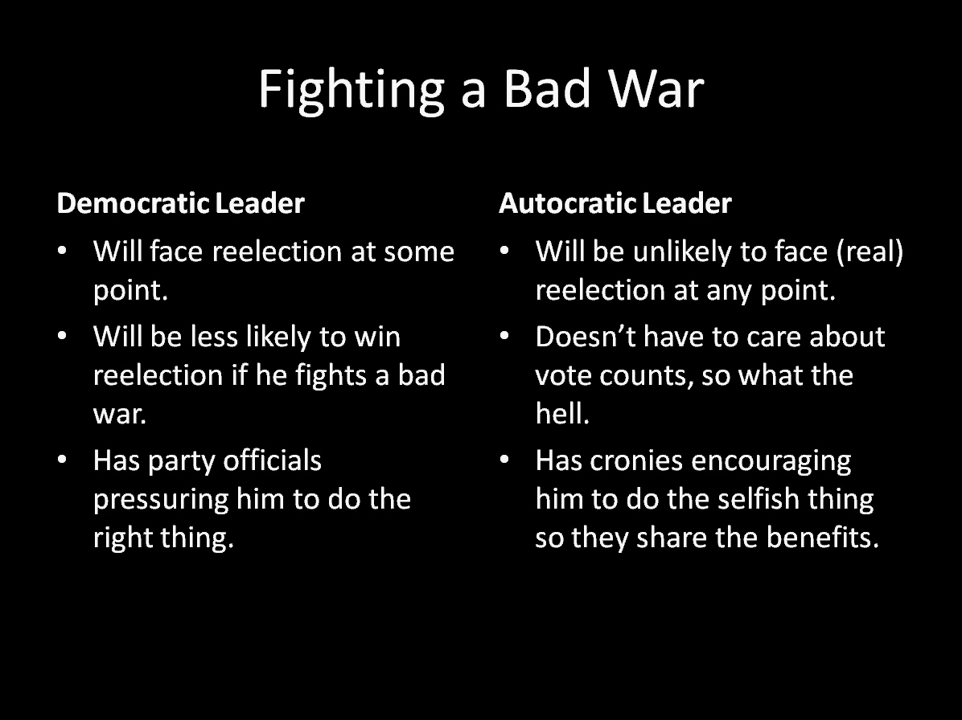 Fighting a Bad War
Democratic Leader
• Will face reelection at some
point.
• Will be less likely to win
reelection if he fights a bad
war.
• Has party officials
pressuring him to do the
right thing.
Autocratic Leader
• Will be unlikely to face (real)
reelection at any point.
• Doesn’t have to care about
vote counts, so what the
hell.
• Has cronies encouraging
him to do the selfish thing
so they share the benefits.